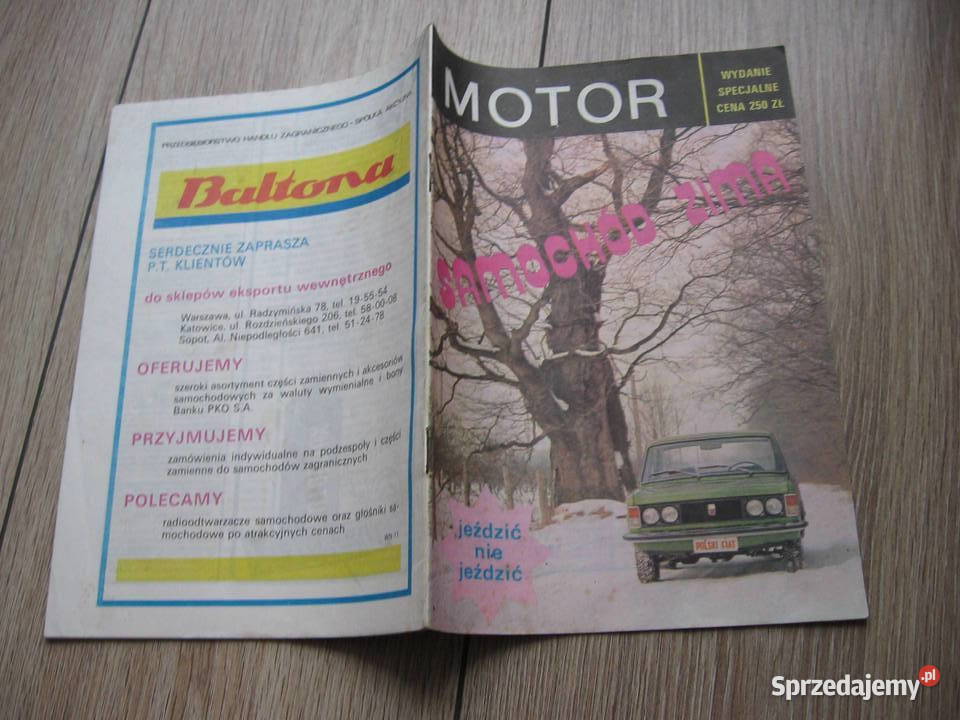 PRZEDSIĘBIORSTWO HANDLU ZAGRANICZNEGO - SPÓŁKA AKCYJNA
Baltona
SERDECZNIE ZAPRASZA
P.T. KLIENTÓW
do sklepów eksportu wewnętrznego
Warszawa, ul. Radzymińska 78, tel. 19-55-54
Katowice, ul. Rozdzieńskiego 206, tel. 58-00-08
Sopot, Al. Niepodległości 641, tel. 51-24-78
OFERUJEMY
szeroki asortyment części zamiennych i akcesoriów
samochodowych za waluty wymienialne i bony
Banku PKO S.A.
PRZYJMUJEMY
zamówienia indywidualne na podzespoły i części
zamienne do samochodów zagranicznych
POLECAMY
radioodtwarzacze samochodowe oraz głośniki sa-
mochodowe po atrakcyjnych cenach
MOTOR
WYDANIE
SPECJALNE
CENA 250 ZŁ
SAMOCHÓD ZIMĄ
jeździć
nie
jeździć
POLSKI FIAT
Sprzedajemy.pl